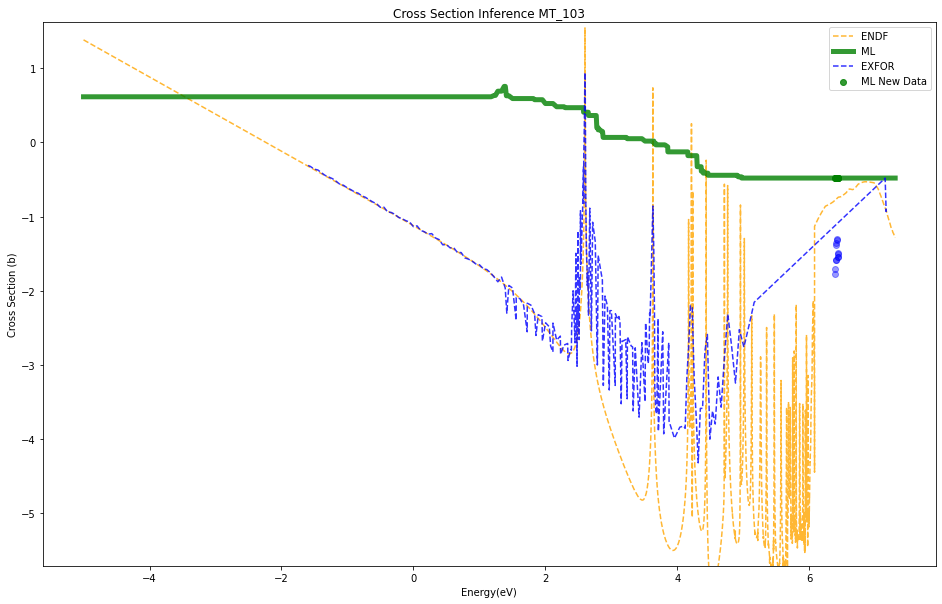 Cross Section Inference MT_103
ENDF
ML
EXFOR
ML New Data
Cross Section (b)
1
0
−1
−2
−3
−4
−5
−4
−2
0
2
4
6
Energy(eV)